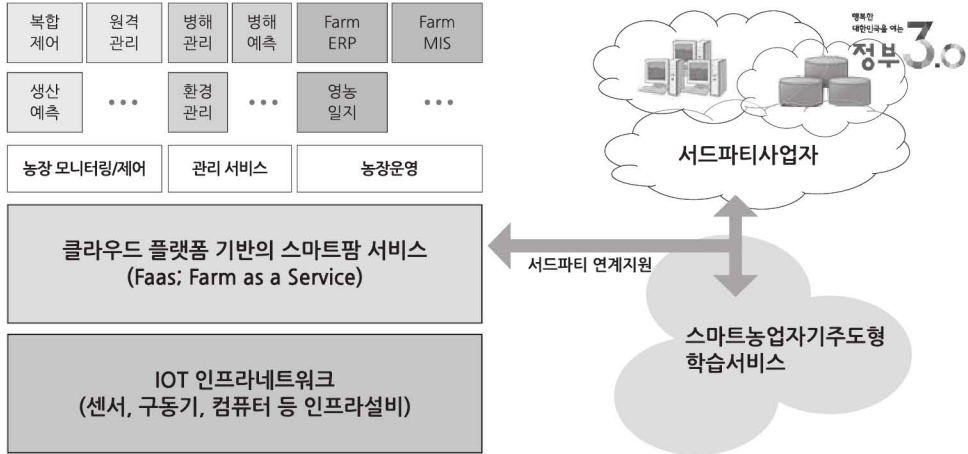 복합
제어
원격
관리
병해
관리
병해
예측
Farm
ERP
Farm
MIS
생산
예측
•••
환경
관리
•••
영농
일지
•••
농장 모니터링/제어
관리 서비스
농장운영
클라우드 플랫폼 기반의 스마트팜 서비스
(Faas; Farm as a Service)
IOT 인프라네트워크
(센서, 구동기, 컴퓨터 등 인프라설비)
행복한
대한민국을 여는
정부3.0
서드파티사업자
서드파티 연계지원
스마트농업자기주도형
학습서비스